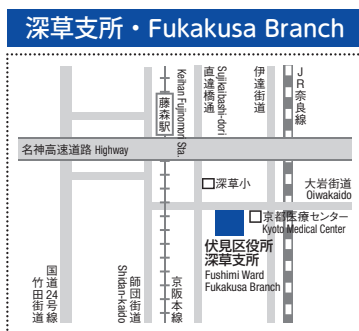 深草支所・Fukakusa Branch
藤森駅
Keihan Fujinomori Sta.
直違橋通
Sujikaibashi-dori
伊達街道
JR奈良線
名神高速道路 Highway
深草小
大岩街道
Oiwakaido
京都医療センター
Kyoto Medical Center
伏見区役所
深草支所
Fushimi Ward
Fukakusa Branch
国道24号線
竹田街道
師団街道
Shidan-kaido
京阪本線